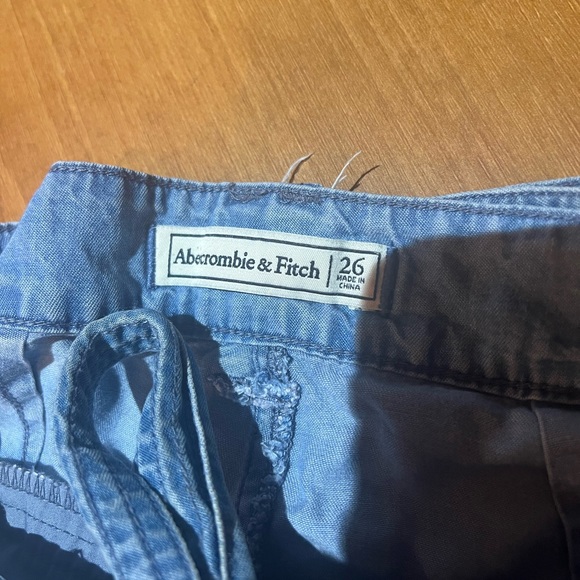 Abercrombie & Fitch
26
MADE IN
CHINA